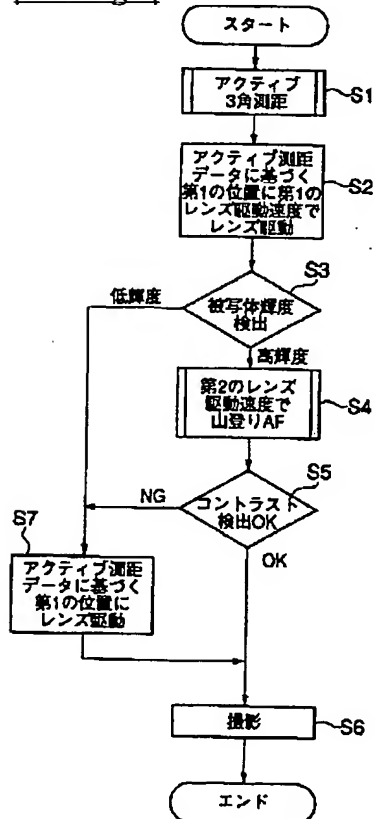 スタート
アクティブ
3角測距
S1
アクティブ測距
データに基づく
第1の位置に第1の
レンズ駆動速度で
レンズ駆動
S2
S3
被写体輝度
検出
低輝度
高輝度
第2のレンズ
駆動速度で
山登りAF
S4
S5
コントラスト
検出OK
NG
OK
S7
アクティブ測距
データに基づく
第1の位置に
レンズ駆動
撮影
S6
エンド